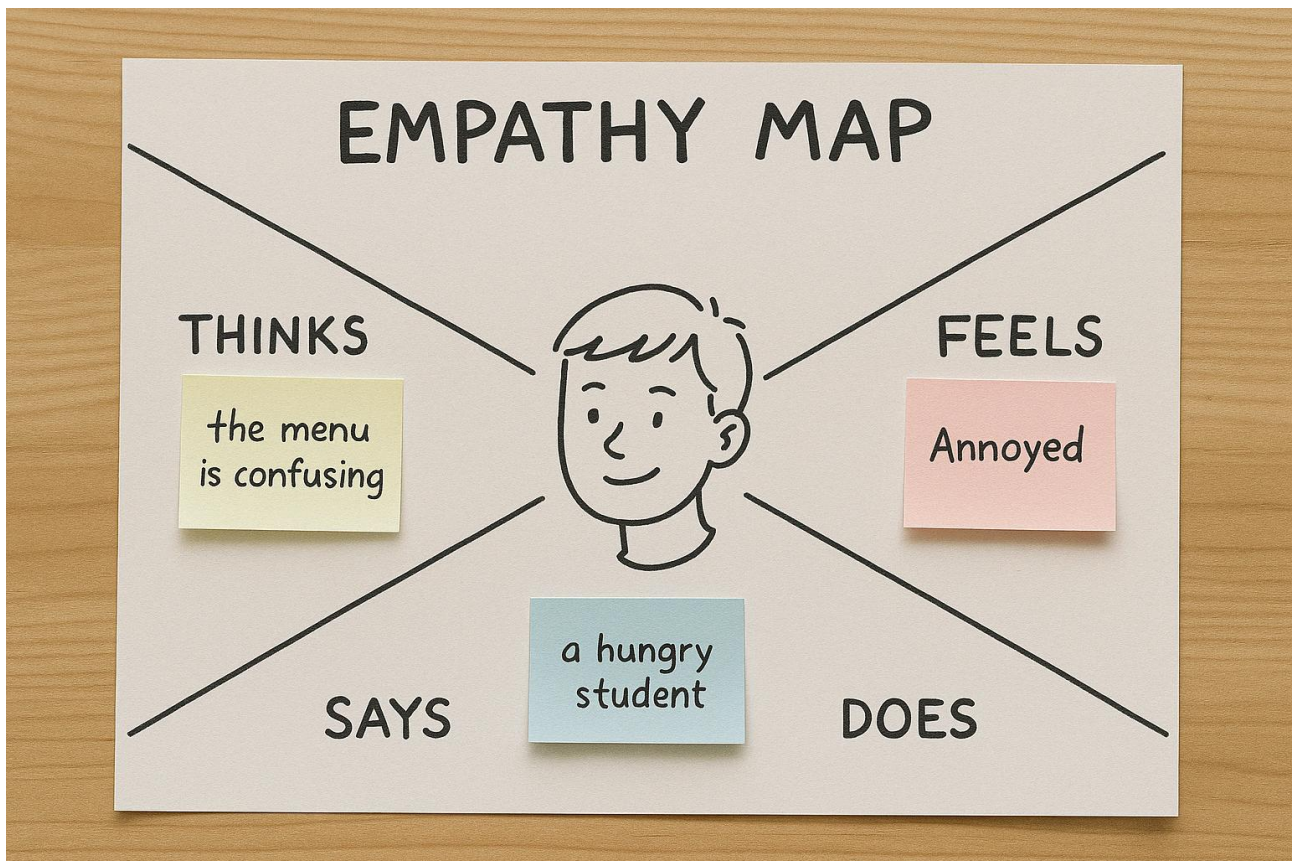 EMPATHY MAP
THINKS
the menu
is confusing
FEELS
Annoyed
a hungry
student
SAYS
DOES